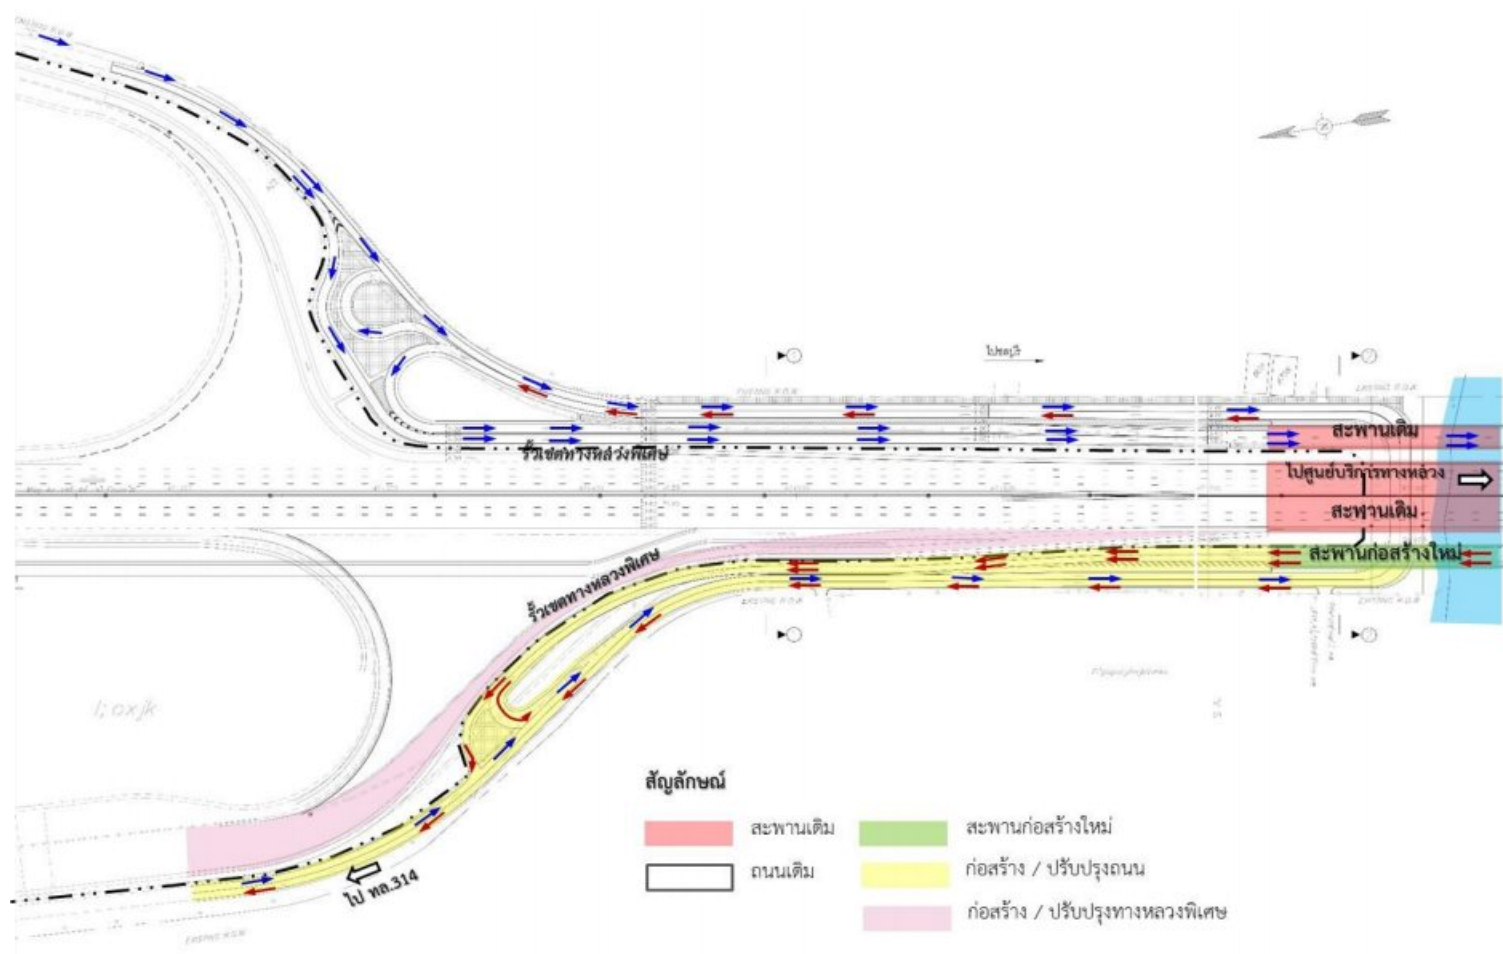 EXISTING R.O.W
ไปชลบุรี
EXISTING R.O.W
EXISTING R.O.W
สะพานเดิม
รั้วเขตทางหลวงพิเศษ
ไปศูนย์บริการทางหลวง
สะพานเดิม
สะพานก่อสร้างใหม่
รั้วเขตทางหลวงพิเศษ
EXISTING R.O.W
EXISTING R.O.W
l; oxjk
สัญลักษณ์
สะพานเดิม
สะพานก่อสร้างใหม่
ถนนเดิม
ก่อสร้าง / ปรับปรุงถนน
ก่อสร้าง / ปรับปรุงทางหลวงพิเศษ
ไป ทล.314
EXISTING R.O.W